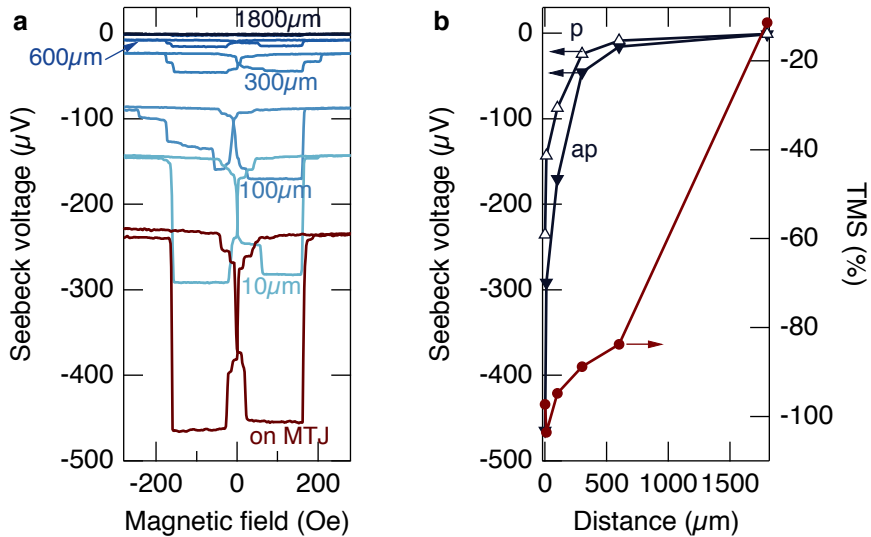 a
Seebeck voltage (µV)
0
-100
-200
-300
-400
-500
1800µm
600µm
300µm
100µm
10µm
on MTJ
-200
0
200
Magnetic field (Oe)
b
Seebeck voltage (µV)
0
-100
-200
-300
-400
-500
p
ap
-20
-40
-60
-80
-100
TMS (%)
0
500
1000
1500
Distance (µm)